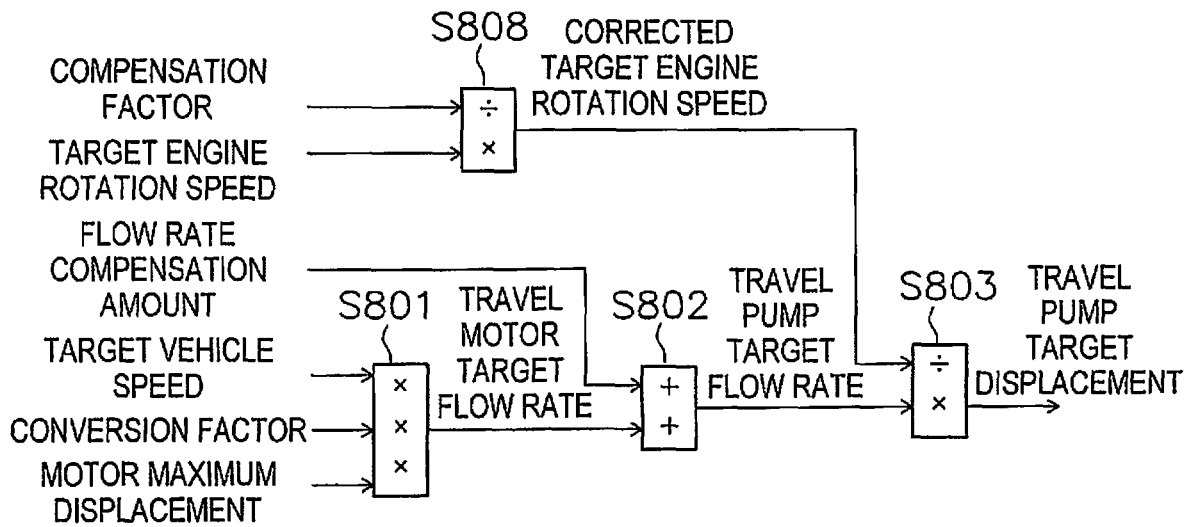 S808
CORRECTED
TARGET ENGINE
ROTATION SPEED
COMPENSATION
FACTOR
÷
×
TARGET ENGINE
ROTATION SPEED
FLOW RATE
COMPENSATION
AMOUNT
S801
TRAVEL
MOTOR
TARGET
FLOW RATE
S802
TRAVEL
PUMP
TARGET
FLOW RATE
S803
TRAVEL
PUMP
TARGET
DISPLACEMENT
TARGET VEHICLE
SPEED
CONVERSION FACTOR
MOTOR MAXIMUM
DISPLACEMENT
×
×
×
+
+
÷
×